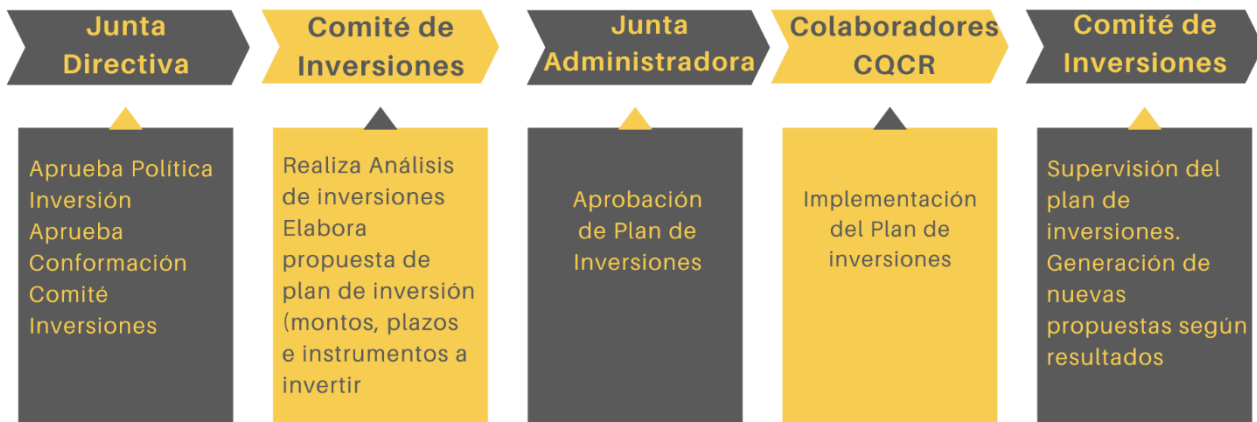 Junta
Directiva
Aprueba Política
Inversión
Aprueba
Conformación
Comité
Inversiones
Comité de
Inversiones
Realiza Análisis
de inversiones
Elabora
propuesta de
plan de inversión
(montos, plazos
e instrumentos a
invertir
Junta
Administradora
Aprobación
de Plan de
Inversiones
Colaboradores
CQCR
Implementación
del Plan de
inversiones
Comité de
Inversiones
Supervisión del
plan de
inversiones.
Generación de
nuevas
propuestas según
resultados